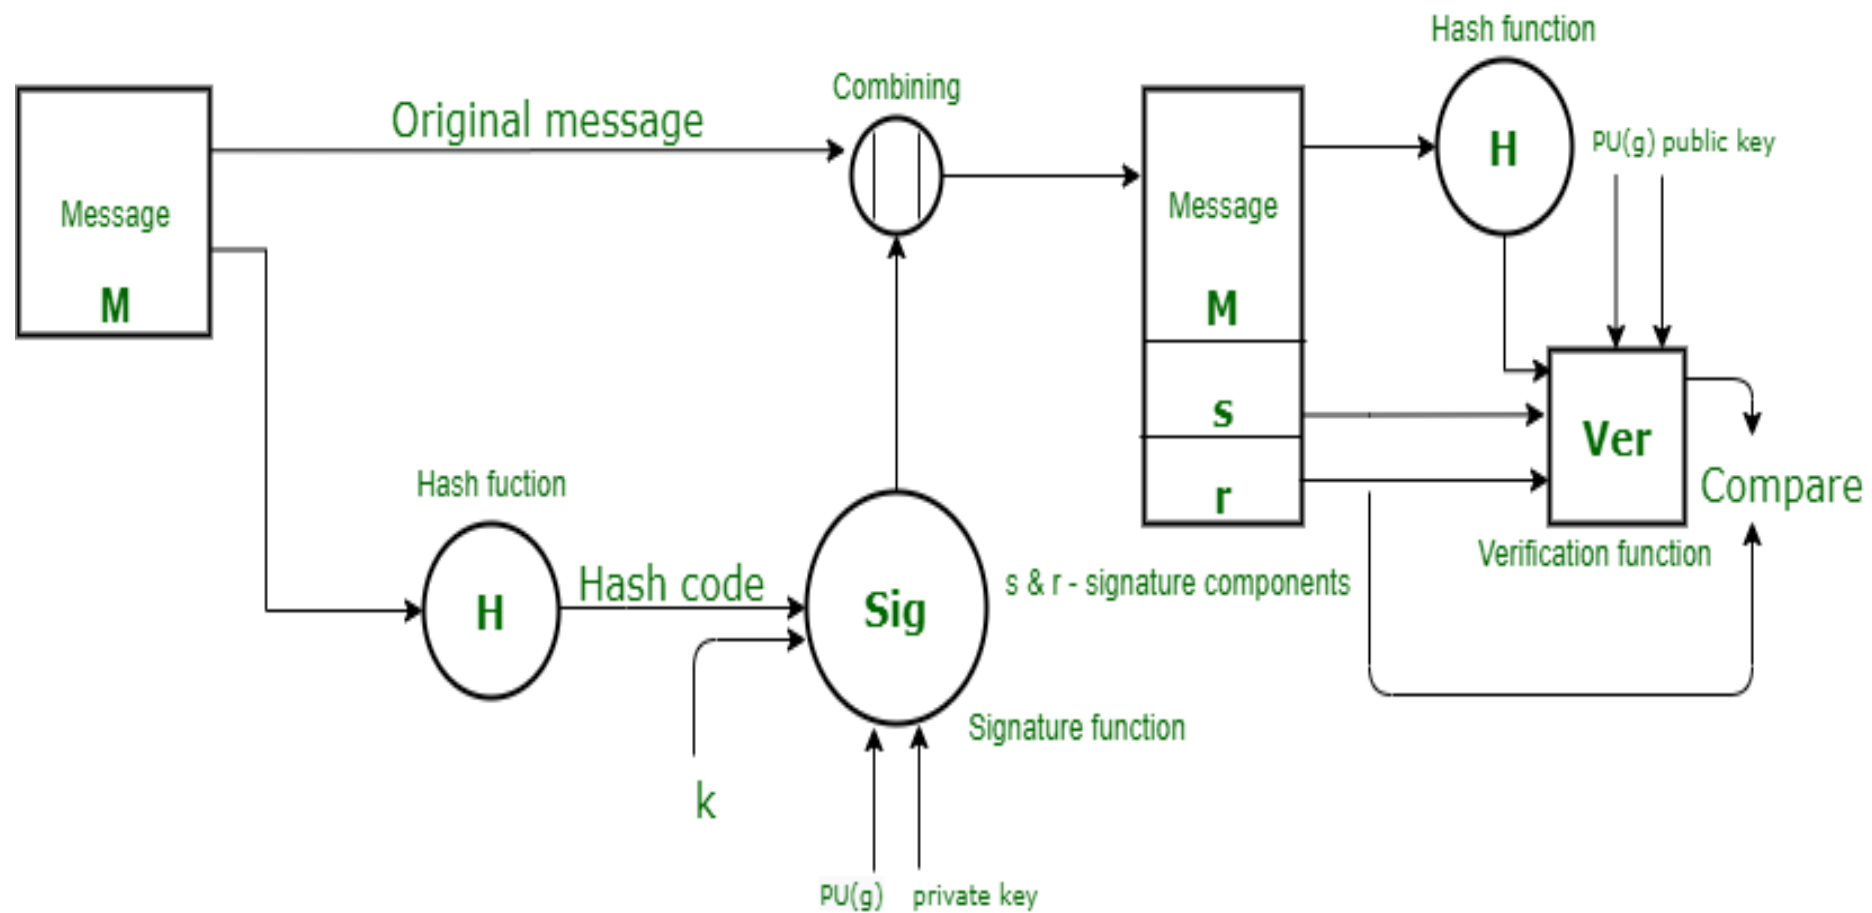 Hash function
Combining
Original message
H
PU(g) public key
Message
M
Message
M
s
r
Ver
Compare
Verification function
Hash fuction
H
Hash code
Sig
s & r - signature components
Signature function
k
PU(g) private key